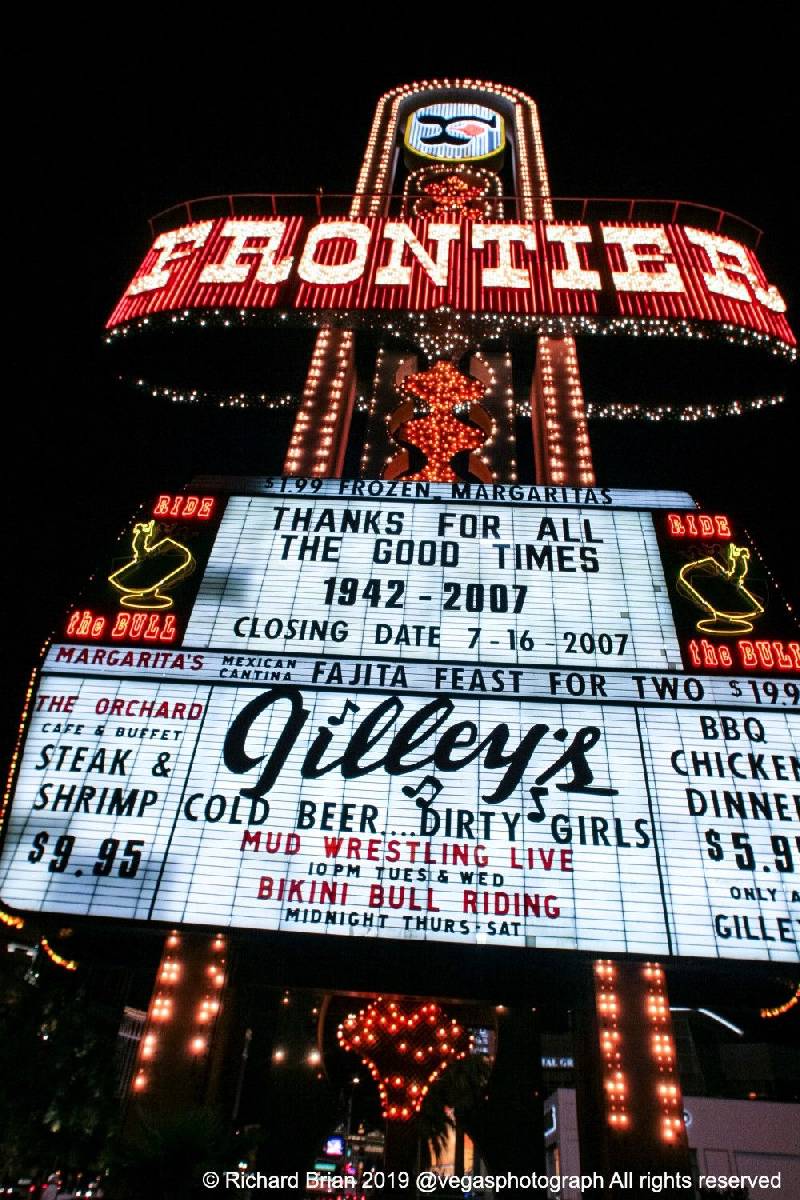 FRONTIER
$1.99 FROZEN MARGARITAS
RIDE
the BULL
THANKS FOR ALL
THE GOOD TIMES
1942-2007
CLOSING DATE 7-16-2007
RIDE
the BULL
MARGARITA'S MEXICAN CANTINA FAJITA FEAST FOR TWO
THE ORCHARD
CAFE & BUFFET
STEAK &
SHRIMP
$9.95
Gilley's
COLD BEER....DIRTY GIRLS
MUD WRESTLING LIVE
10PM TUES & WED
BIKINI BULL RIDING
MIDNIGHT THURS-SAT
BBQ
CHICKEN
DINNER
$5.9
ONLY A
GILLE
© Richard Brian 2019 @vegasphotograph All rights reserved